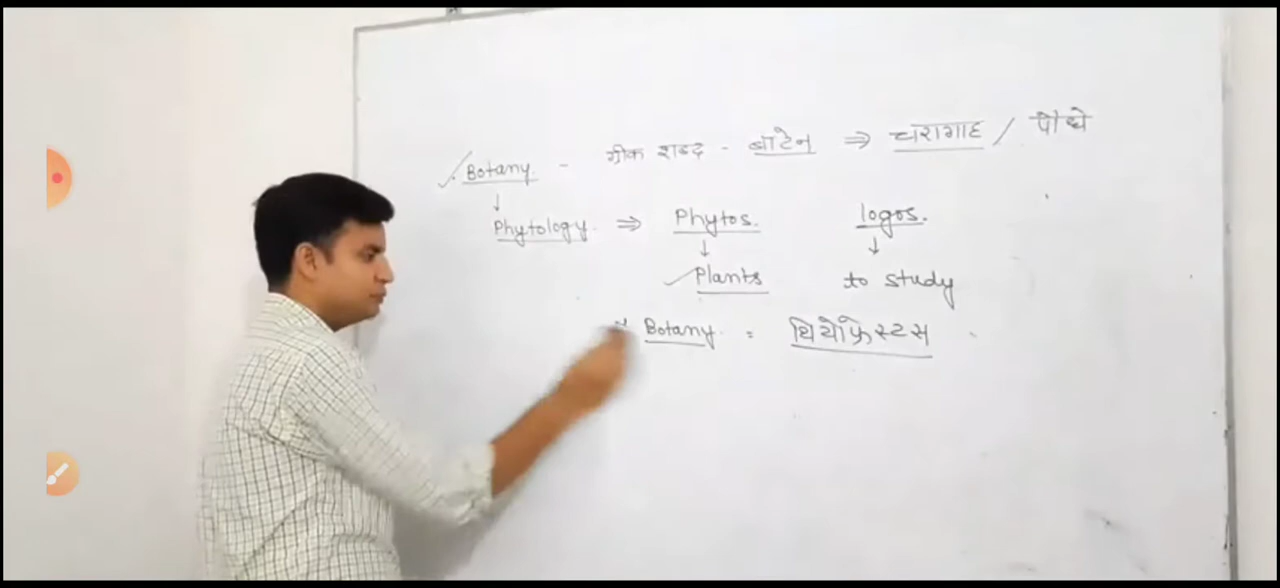 Botany - ग्रीक शब्द - बॉटेन ⇒ चरागाह / पौधे
↓
Phytology ⇒ Phytos. logos.
↓ ↓
Plants to study
Botany = थियोफ्रेस्टस